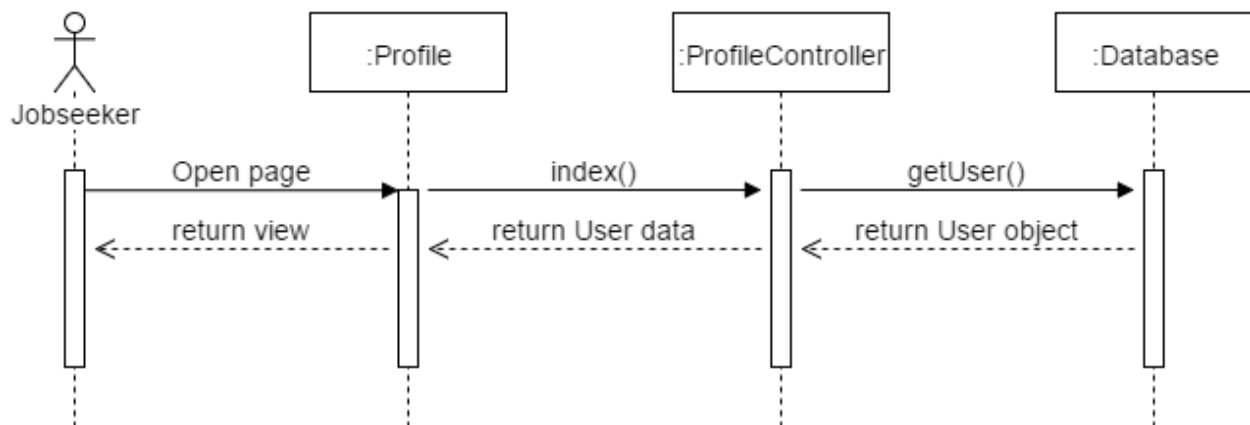 :Profile
:ProfileController
:Database
Jobseeker
Open page
index()
getUser()
return view
return User data
return User object